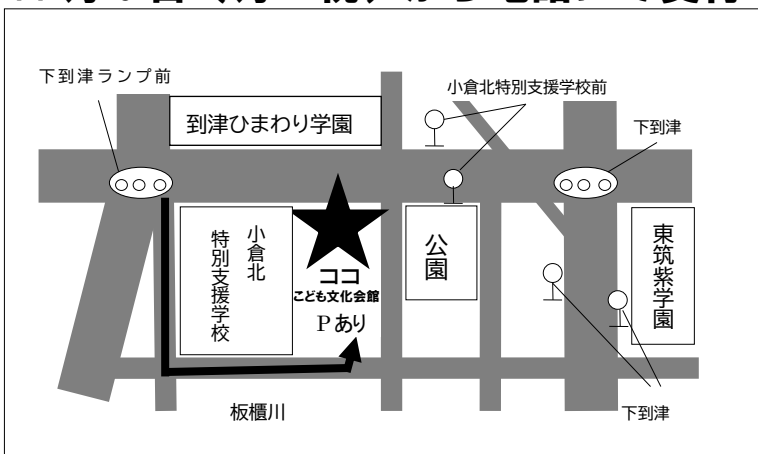 下到津ランプ前
到津ひまわり学園
小倉北特別支援学校前
下到津
小倉北
特別支援学校
ココ
こども文化会館
Pあり
公園
東筑紫学園
板櫃川
下到津